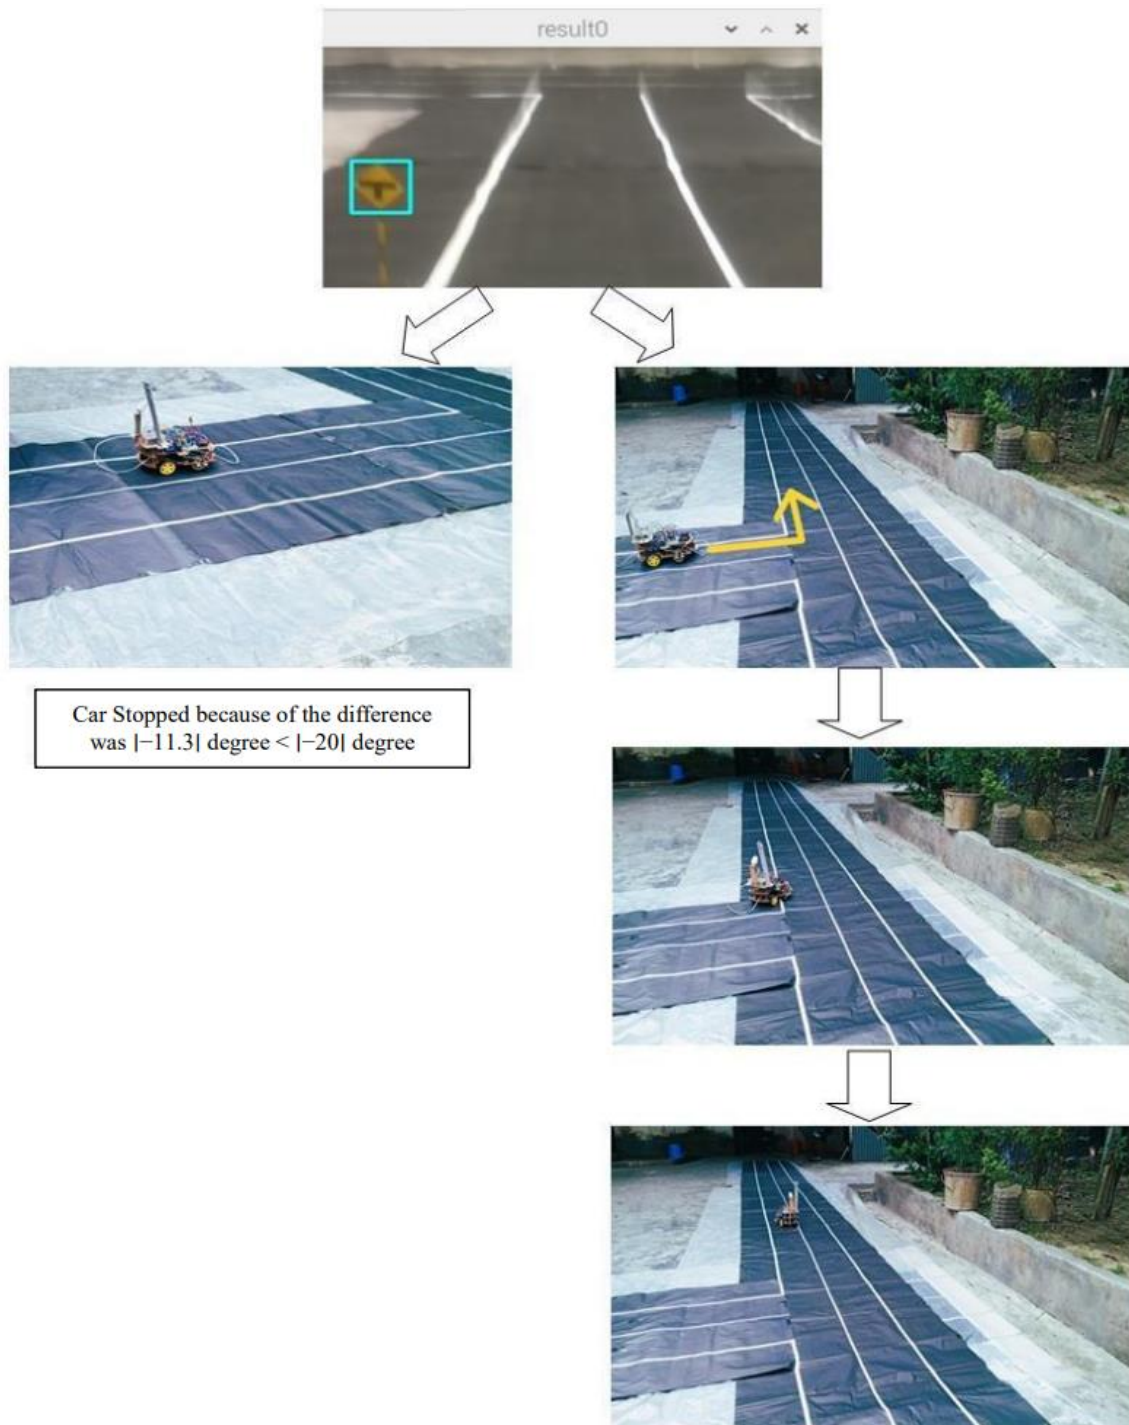 result0
Car Stopped because of the difference
was |−11.3| degree < |−20| degree